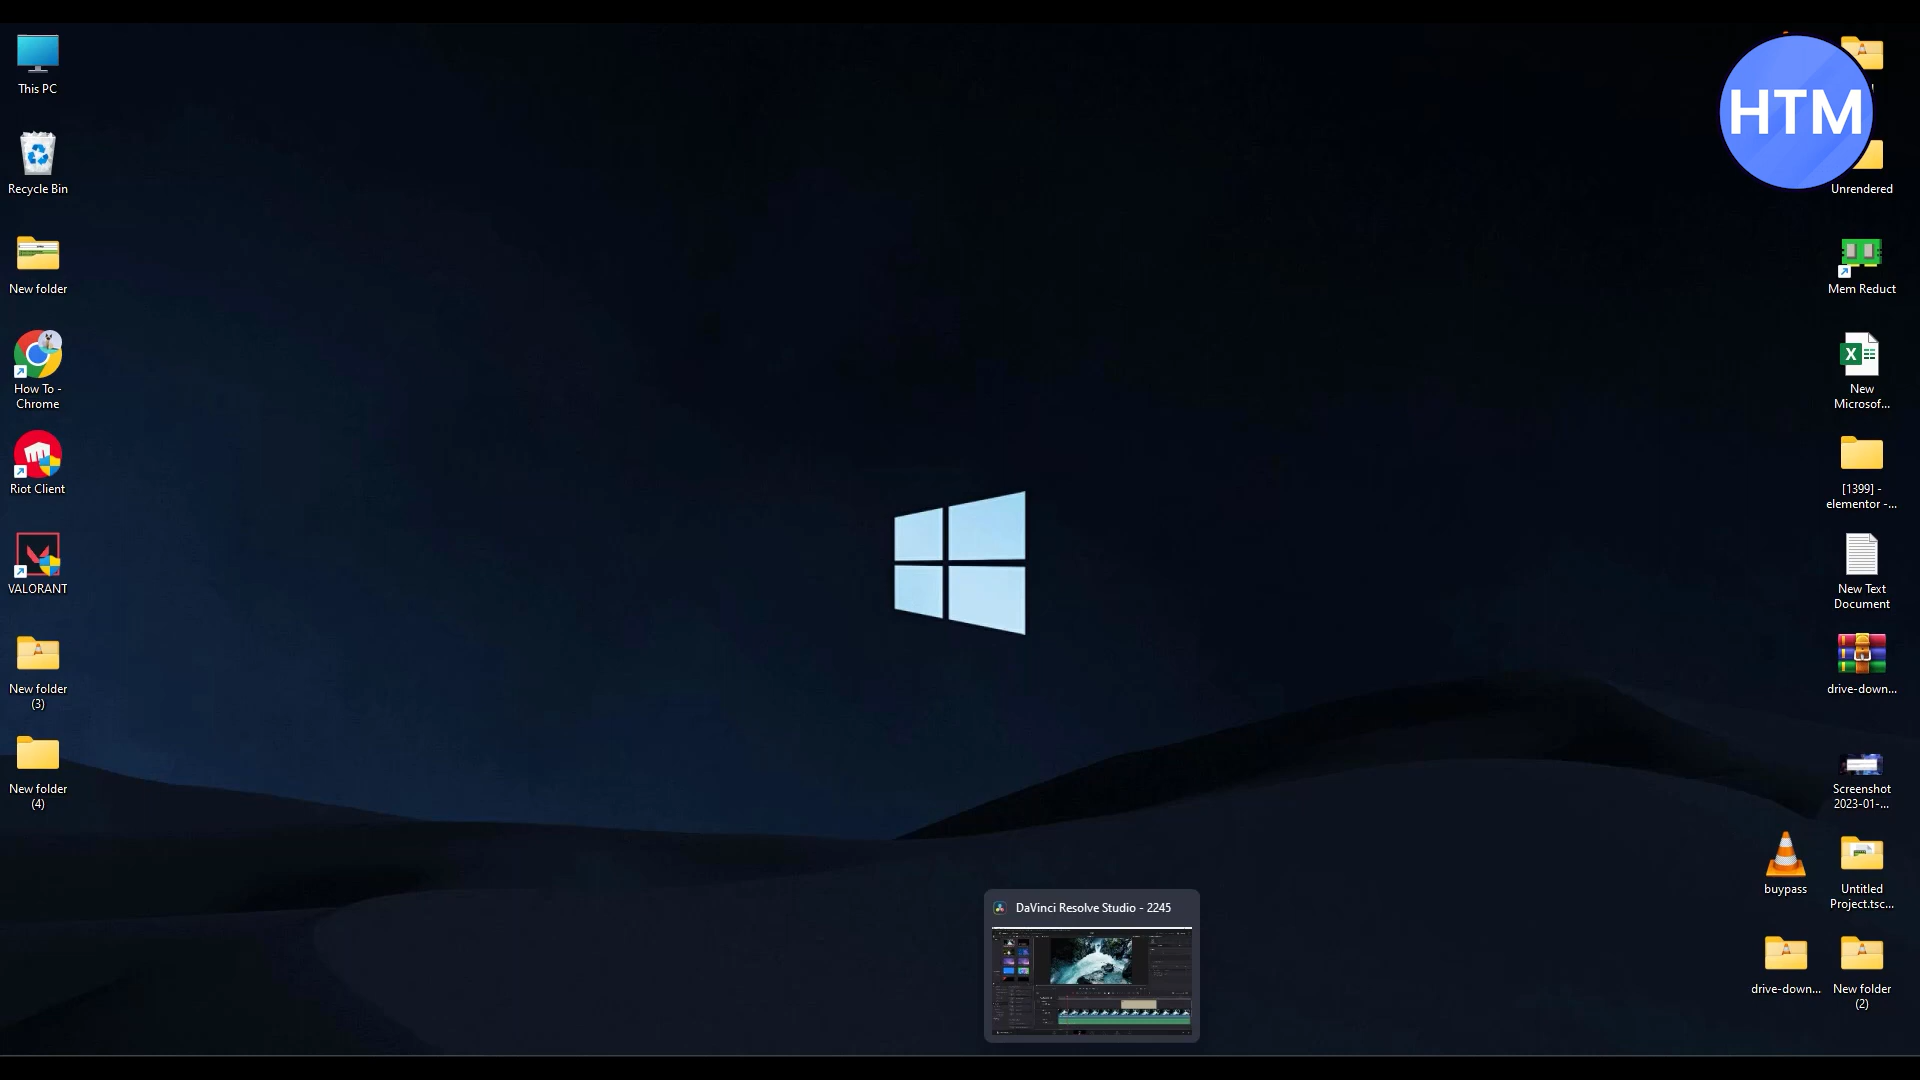 This PC
Recycle Bin
New folder
How To -
Chrome
Riot Client
VALORANT
New folder
(3)
New folder
(4)
HTM
Unrendered
Mem Reduct
New
Microsof...
[1399] -
elementor -...
New Text
Document
drive-down...
Screenshot
2023-01-...
buypass
Untitled
Project.tsc...
drive-down...
New folder
(2)
DaVinci Resolve Studio - 2245